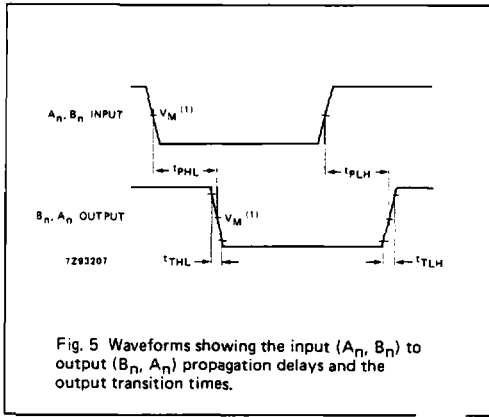 Aₙ, Bₙ INPUT
V_M (1)
t_PHL
t_PLH
Bₙ, Aₙ OUTPUT
V_M (1)
7Z93207
t_THL
t_TLH
Fig. 5 Waveforms showing the input (Aₙ, Bₙ) to
output (Bₙ, Aₙ) propagation delays and the
output transition times.